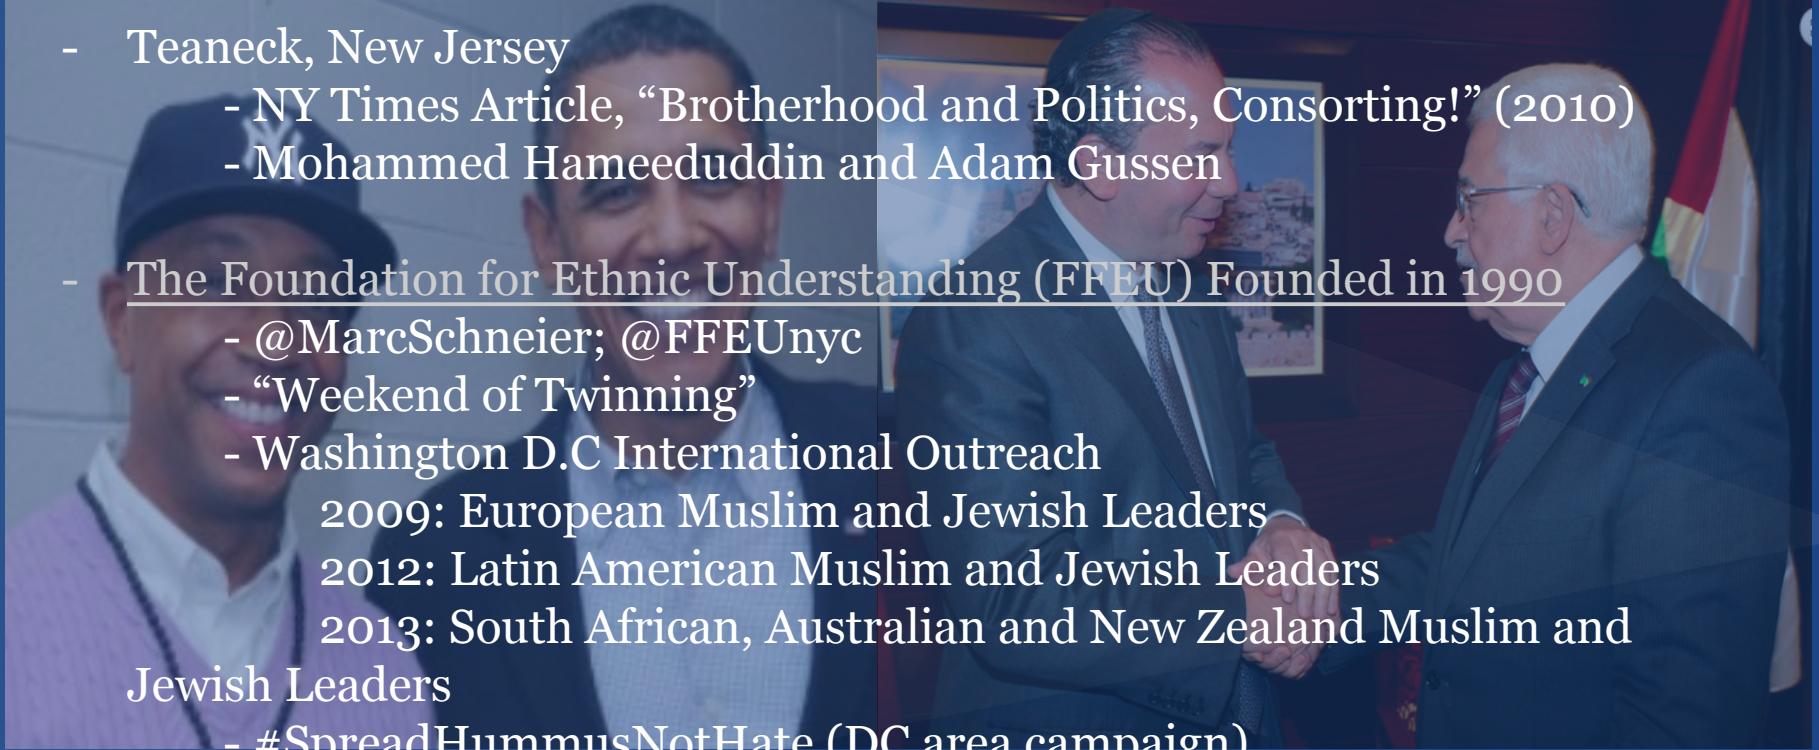 - Teaneck, New Jersey
- NY Times Article, “Brotherhood and Politics, Consorting!” (2010)
- Mohammed Hameeduddin and Adam Gussen
- The Foundation for Ethnic Understanding (FFEU) Founded in 1990
- @MarcSchneier; @FFEUnyc
- “Weekend of Twinning”
- Washington D.C International Outreach
2009: European Muslim and Jewish Leaders
2012: Latin American Muslim and Jewish Leaders
2013: South African, Australian and New Zealand Muslim and
Jewish Leaders
- #SpreadHummusNotHate (DC area campaign)